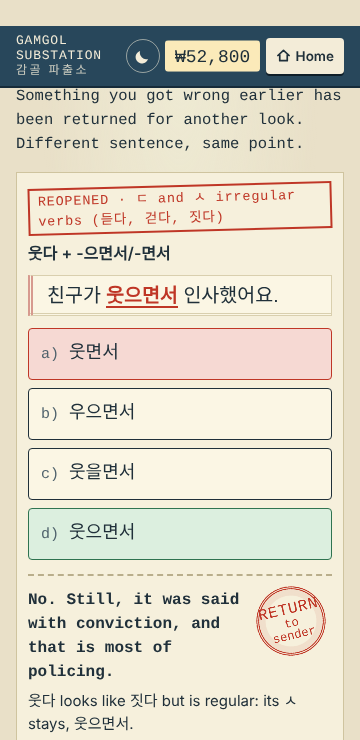 GAMGOL
SUBSTATION
감골 파출소
₩52,800
Home
Something you got wrong earlier has
been returned for another look.
Different sentence, same point.
REOPENED · ㄷ and ㅅ irregular
verbs (듣다, 걷다, 짓다)
웃다 + -으면서/-면서
친구가 웃으면서 인사했어요.
a) 웃면서
b) 우으면서
c) 웃을면서
d) 웃으면서
No. Still, it was said
with conviction, and
that is most of
policing.
RETURN
to
sender
웃다 looks like 짓다 but is regular: its ㅅ
stays, 웃으면서.